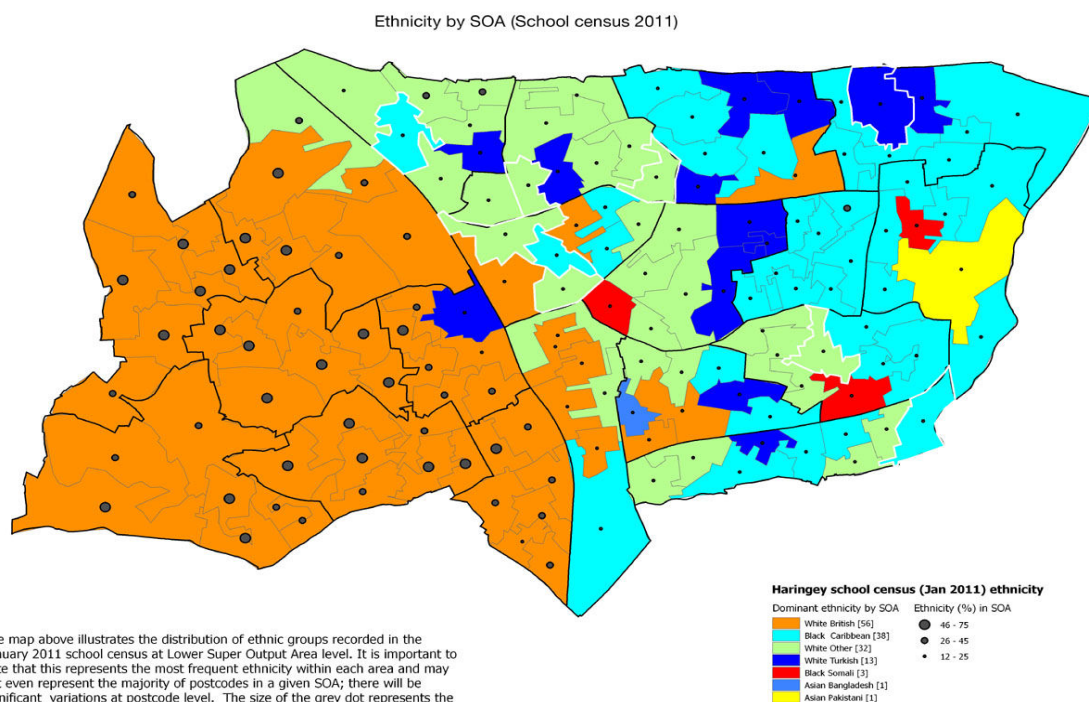 Ethnicity by SOA (School census 2011)
Haringey school census (Jan 2011) ethnicity
Dominant ethnicity by SOA
White British [56]
Black Caribbean [38]
White Other [32]
White Turkish [13]
Black Somali [3]
Asian Bangladesh [1]
Asian Pakistani [1]
Ethnicity (%) in SOA
46 - 75
26 - 45
12 - 25
e map above illustrates the distribution of ethnic groups recorded in the
nuary 2011 school census at Lower Super Output Area level. It is important to
te that this represents the most frequent ethnicity within each area and may
t even represent the majority of postcodes in a given SOA; there will be
nificant variations at postcode level. The size of the grey dot represents the